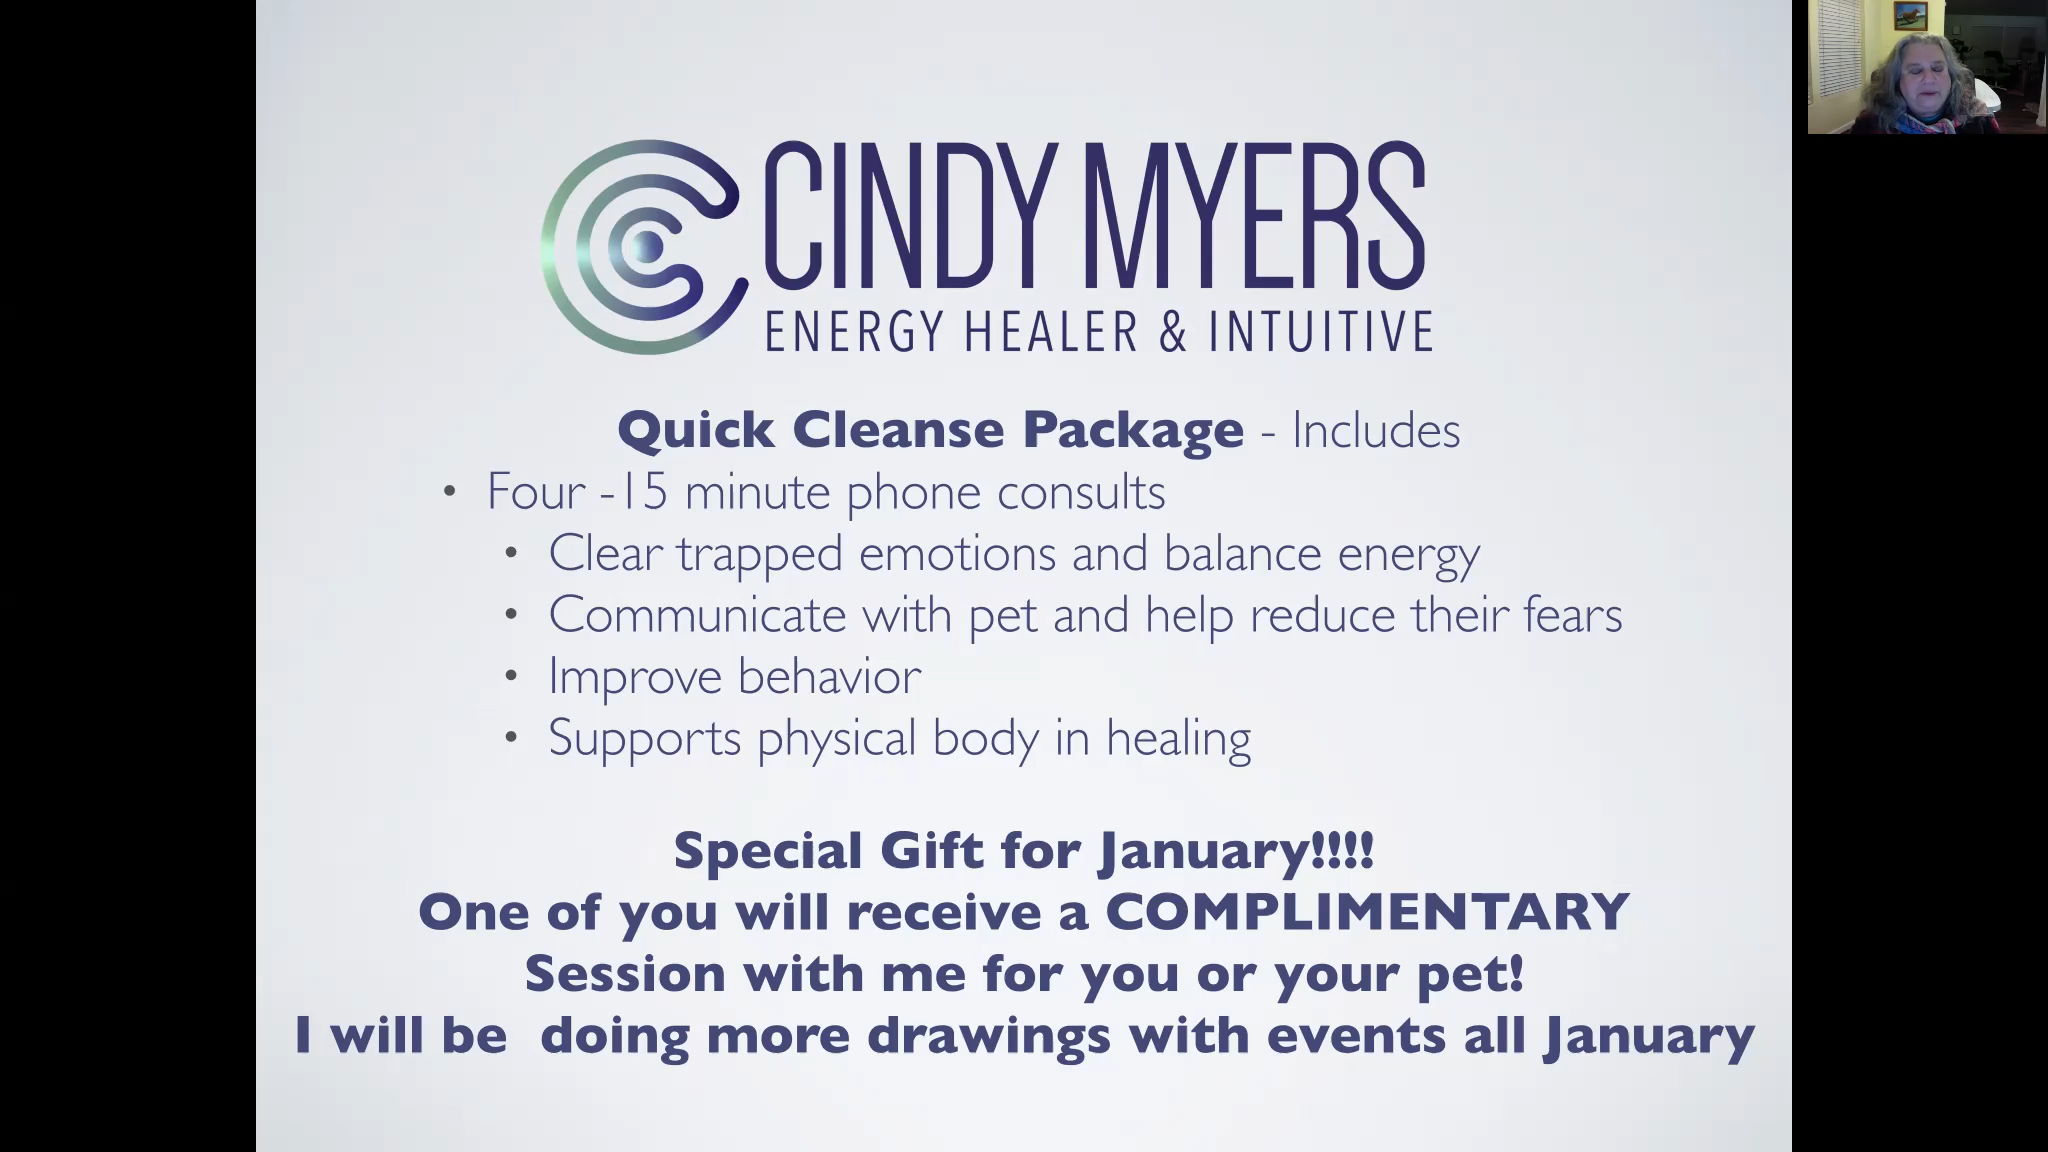 CINDY MYERS
ENERGY HEALER & INTUITIVE
Quick Cleanse Package - Includes
• Four -15 minute phone consults
• Clear trapped emotions and balance energy
• Communicate with pet and help reduce their fears
• Improve behavior
• Supports physical body in healing
Special Gift for January!!!!
One of you will receive a COMPLIMENTARY
Session with me for you or your pet!
I will be  doing more drawings with events all January